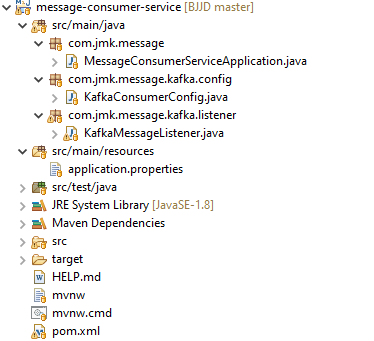 message-consumer-service [BJJD master]
src/main/java
com.jmk.message
MessageConsumerServiceApplication.java
com.jmk.message.kafka.config
KafkaConsumerConfig.java
com.jmk.message.kafka.listener
KafkaMessageListener.java
src/main/resources
application.properties
src/test/java
JRE System Library [JavaSE-1.8]
Maven Dependencies
src
target
HELP.md
mvnw
mvnw.cmd
pom.xml